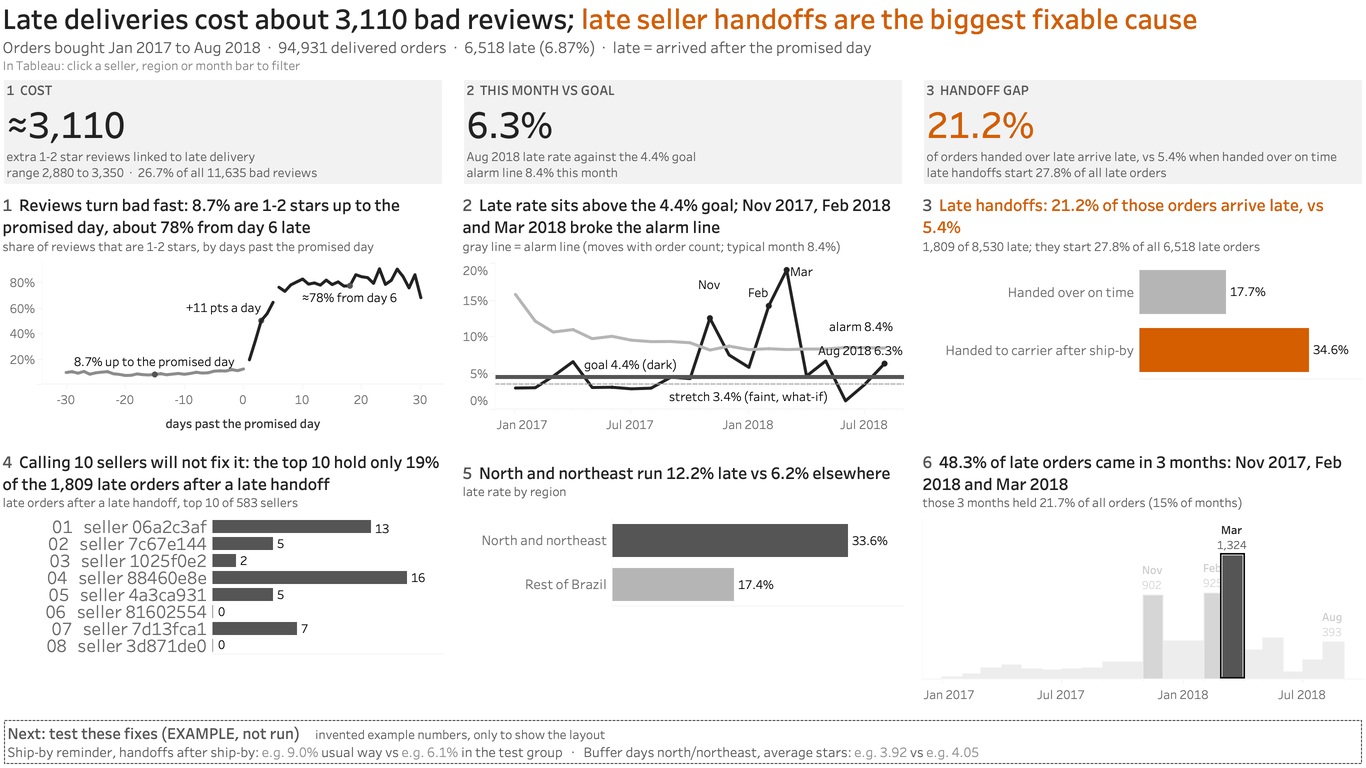 Late deliveries cost about 3,110 bad reviews; late seller handoffs are the biggest fixable cause
Orders bought Jan 2017 to Aug 2018 · 94,931 delivered orders · 6,518 late (6.87%) · late = arrived after the promised day
In Tableau: click a seller, region or month bar to filter
1 COST
≈3,110
extra 1-2 star reviews linked to late delivery
range 2,880 to 3,350 · 26.7% of all 11,635 bad reviews
2 THIS MONTH VS GOAL
6.3%
Aug 2018 late rate against the 4.4% goal
alarm line 8.4% this month
3 HANDOFF GAP
21.2%
of orders handed over late arrive late, vs 5.4% when handed over on time
late handoffs start 27.8% of all late orders
1 Reviews turn bad fast: 8.7% are 1-2 stars up to the
promised day, about 78% from day 6 late
share of reviews that are 1-2 stars, by days past the promised day
80%
60%
40%
20%
+11 pts a day
≈78% from day 6
8.7% up to the promised day
-30
-20
-10
0
10
20
30
days past the promised day
2 Late rate sits above the 4.4% goal; Nov 2017, Feb 2018
and Mar 2018 broke the alarm line
gray line = alarm line (moves with order count; typical month 8.4%)
20%
15%
10%
5%
0%
Nov
Feb
Mar
alarm 8.4%
Aug 2018 6.3%
goal 4.4% (dark)
stretch 3.4% (faint, what-if)
Jan 2017
Jul 2017
Jan 2018
Jul 2018
3 Late handoffs: 21.2% of those orders arrive late, vs
5.4%
1,809 of 8,530 late; they start 27.8% of all 6,518 late orders
Handed over on time 17.7%
Handed to carrier after ship-by 34.6%
4 Calling 10 sellers will not fix it: the top 10 hold only 19%
of the 1,809 late orders after a late handoff
late orders after a late handoff, top 10 of 583 sellers
01 seller 06a2c3af 13
02 seller 7c67e144 5
03 seller 1025f0e2 2
04 seller 88460e8e 16
05 seller 4a3ca931 5
06 seller 81602554 0
07 seller 7d13fca1 7
08 seller 3d871de0 0
5 North and northeast run 12.2% late vs 6.2% elsewhere
late rate by region
North and northeast 33.6%
Rest of Brazil 17.4%
6 48.3% of late orders came in 3 months: Nov 2017, Feb
2018 and Mar 2018
those 3 months held 21.7% of all orders (15% of months)
Mar
1,324
Nov
902
Feb
925
Aug
393
Jan 2017
Jul 2017
Jan 2018
Jul 2018
Next: test these fixes (EXAMPLE, not run) invented example numbers, only to show the layout
Ship-by reminder, handoffs after ship-by: e.g. 9.0% usual way vs e.g. 6.1% in the test group · Buffer days north/northeast, average stars: e.g. 3.92 vs e.g. 4.05